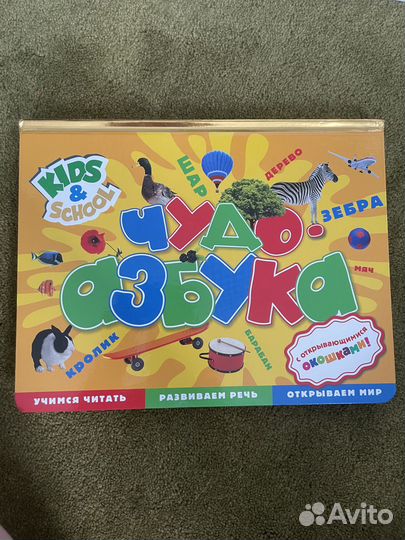 KIDS
&
SCHOOL
ШАР
ДЕРЕВО
ЗЕБРА
ЧУДО-
АЗБУКА
МЯЧ
КРОЛИК
БАРАБАН
с открывающимися
окошками!
УЧИМСЯ ЧИТАТЬ
РАЗВИВАЕМ РЕЧЬ
ОТКРЫВАЕМ МИР
Avito